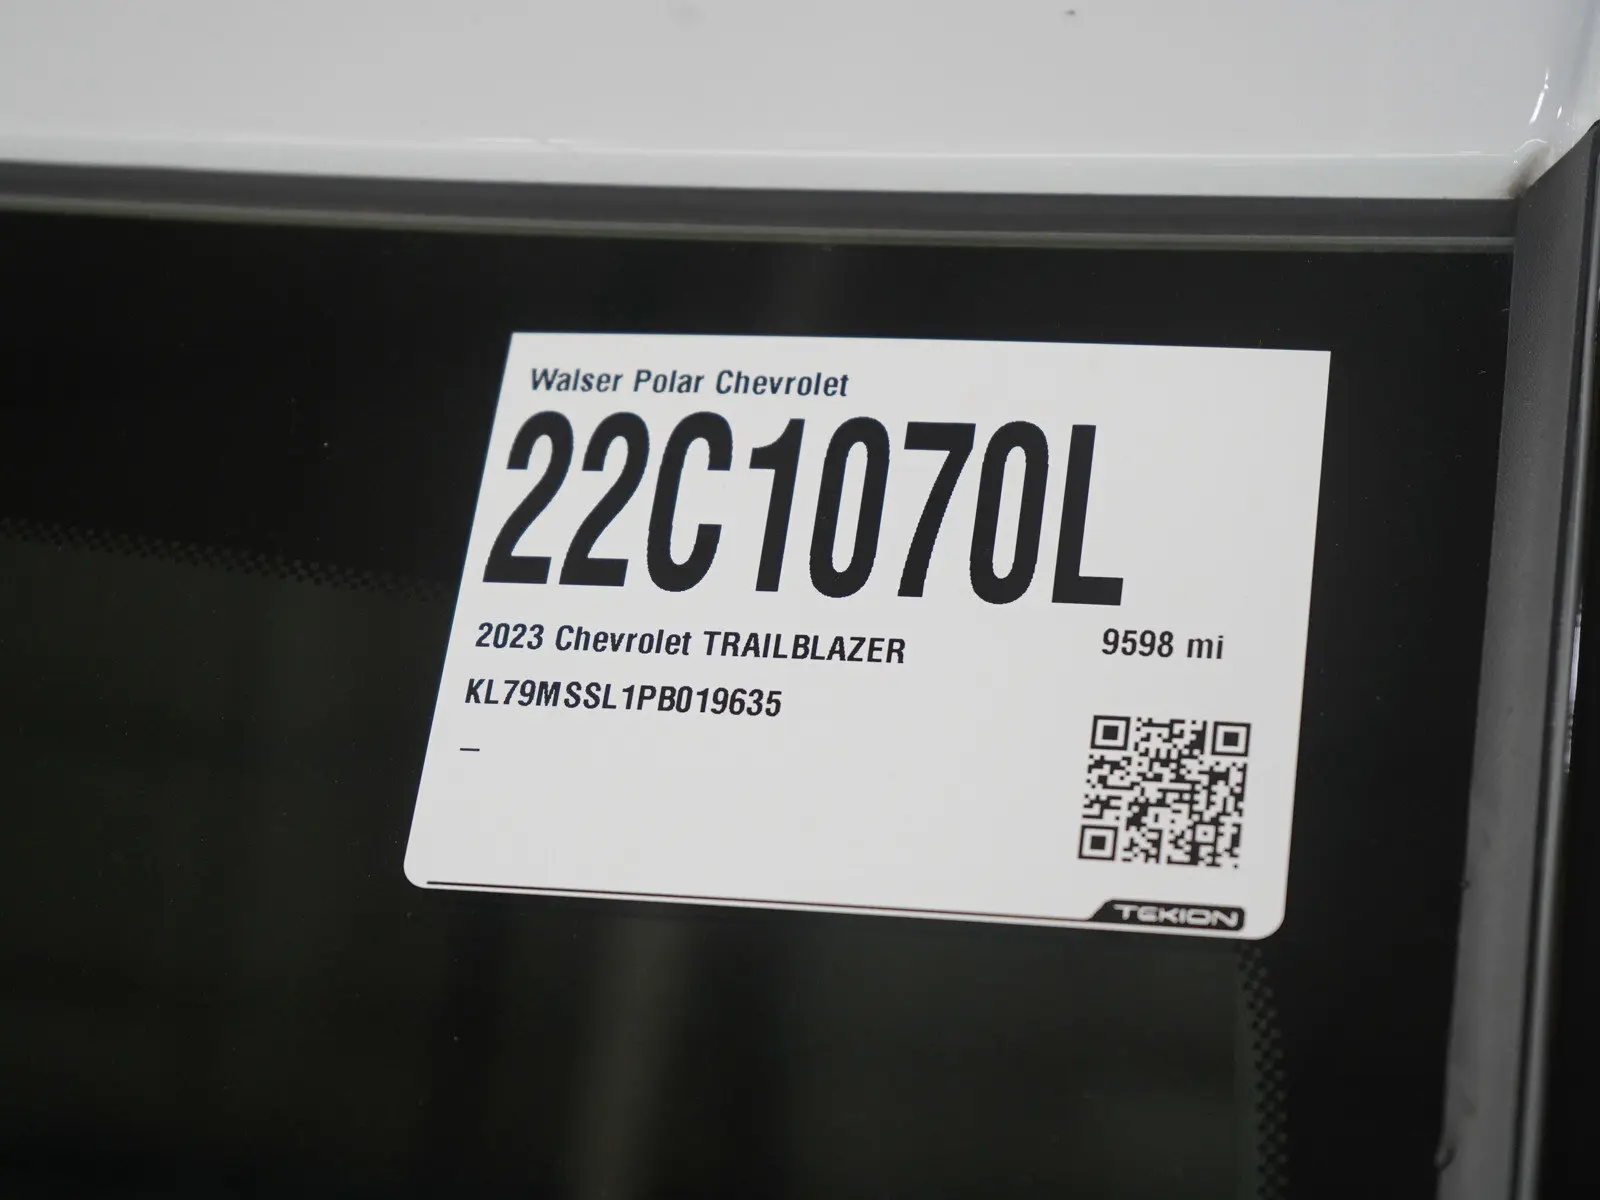 Walser Polar Chevrolet
22C1070L
2023 Chevrolet TRAILBLAZER 9598 mi
KL79MSSL1PB019635
–
TEKION